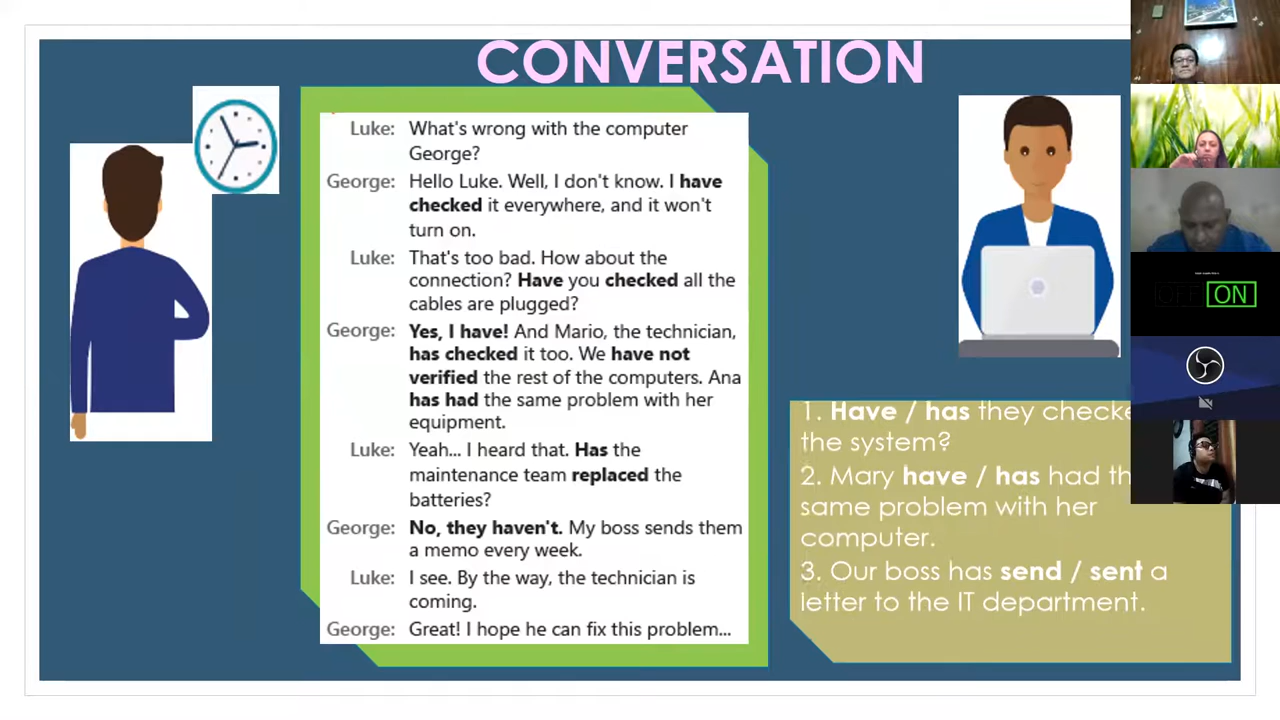 CONVERSATION
Luke: What's wrong with the computer
George?
George: Hello Luke. Well, I don't know. I have
checked it everywhere, and it won't
turn on.
Luke: That's too bad. How about the
connection? Have you checked all the
cables are plugged?
George: Yes, I have! And Mario, the technician,
has checked it too. We have not
verified the rest of the computers. Ana
has had the same problem with her
equipment.
Luke: Yeah... I heard that. Has the
maintenance team replaced the
batteries?
George: No, they haven't. My boss sends them
a memo every week.
Luke: I see. By the way, the technician is
coming.
George: Great! I hope he can fix this problem...
1. Have / has they checke
the system?
2. Mary have / has had th
same problem with her
computer.
3. Our boss has send / sent a
letter to the IT department.
OFF ON